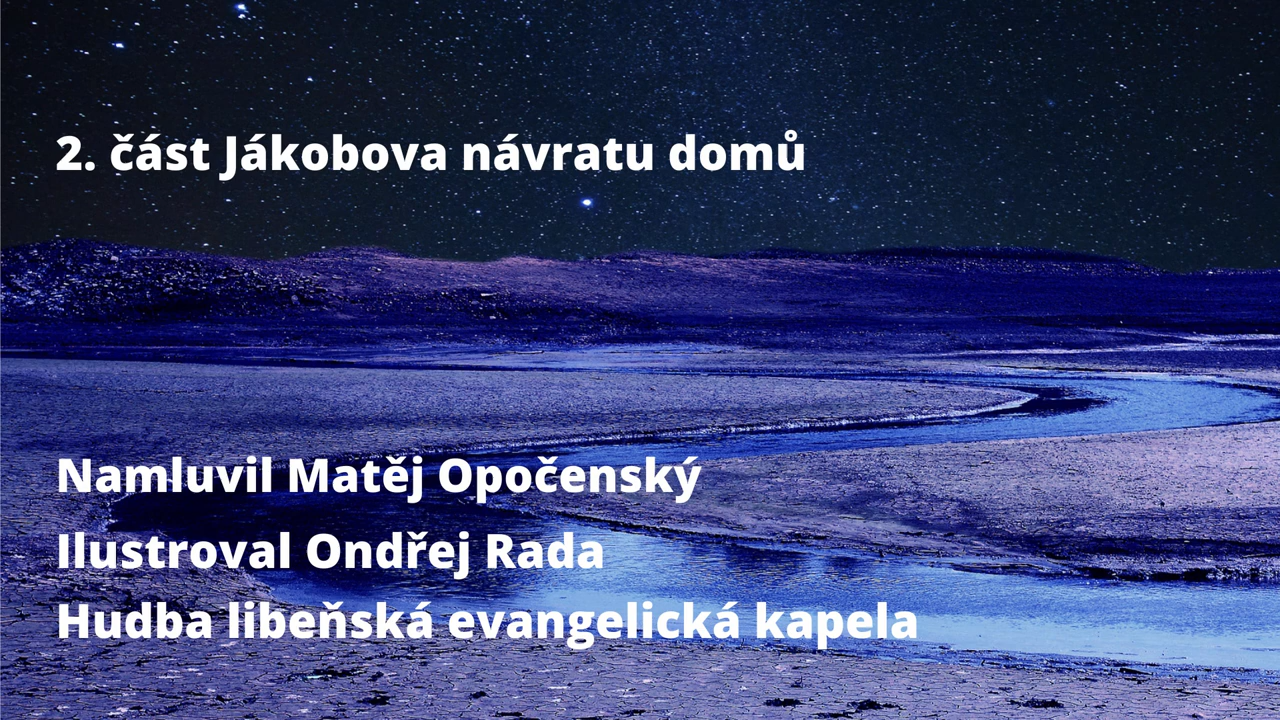 2. část Jákobova návratu domů
Namluvil Matěj Opočenský
Ilustroval Ondřej Rada
Hudba libeňská evangelická kapela